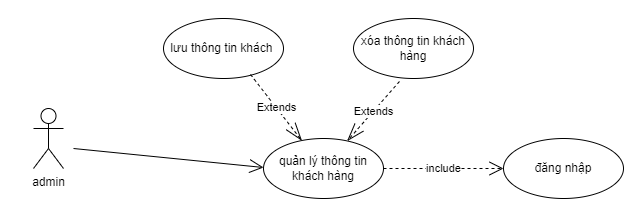 lưu thông tin khách
xóa thông tin khách
hàng
Extends
Extends
quản lý thông tin
khách hàng
include
đăng nhập
admin